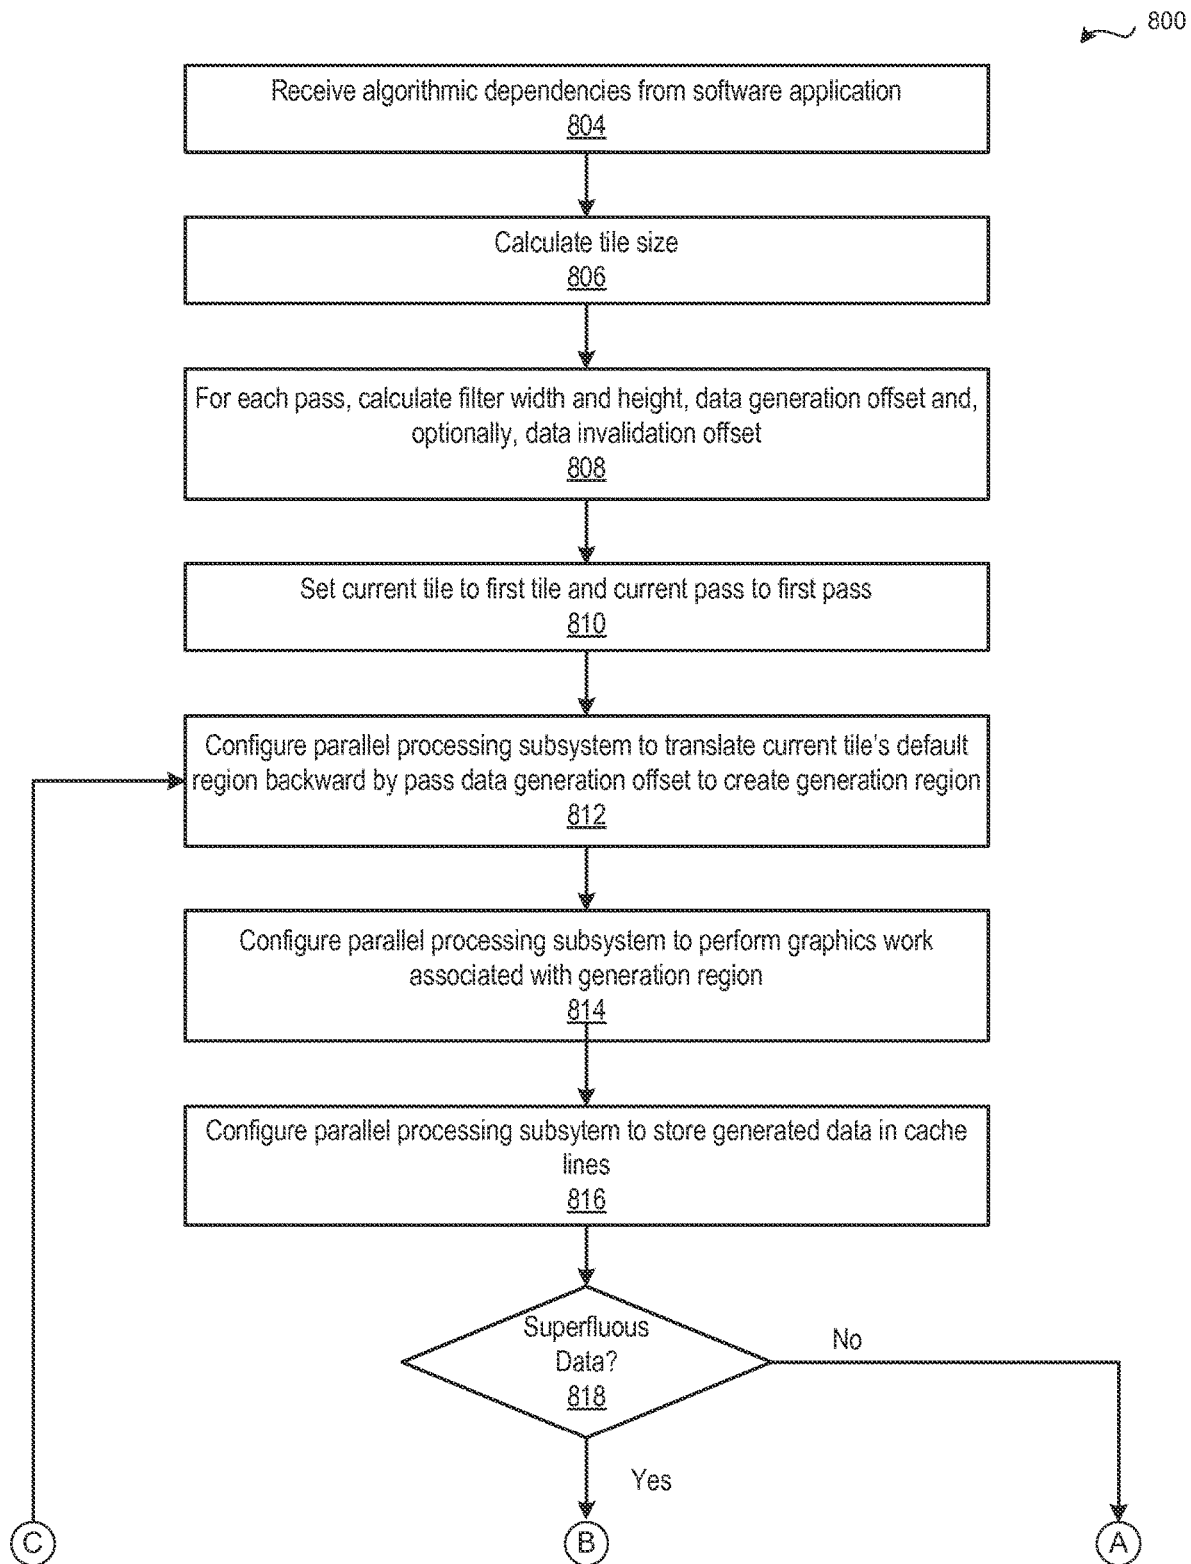 800
Receive algorithmic dependencies from software application
804
Calculate tile size
806
For each pass, calculate filter width and height, data generation offset and,
optionally, data invalidation offset
808
Set current tile to first tile and current pass to first pass
810
Configure parallel processing subsystem to translate current tile's default
region backward by pass data generation offset to create generation region
812
Configure parallel processing subsystem to perform graphics work
associated with generation region
814
Configure parallel processing subsytem to store generated data in cache
lines
816
Superfluous
Data?
818
No
Yes
C
B
A